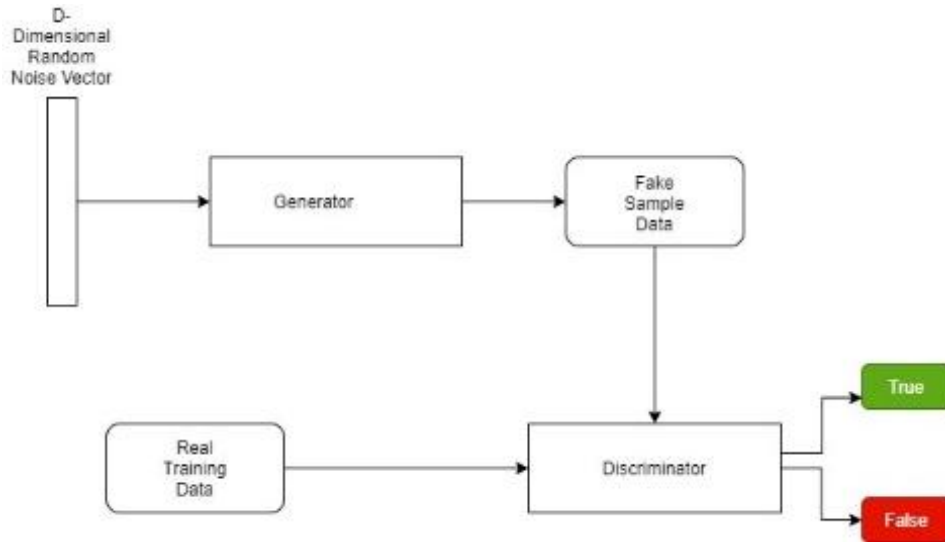 D-
Dimensional
Random
Noise Vector
Generator
Fake
Sample
Data
True
Real
Training
Data
Discriminator
False